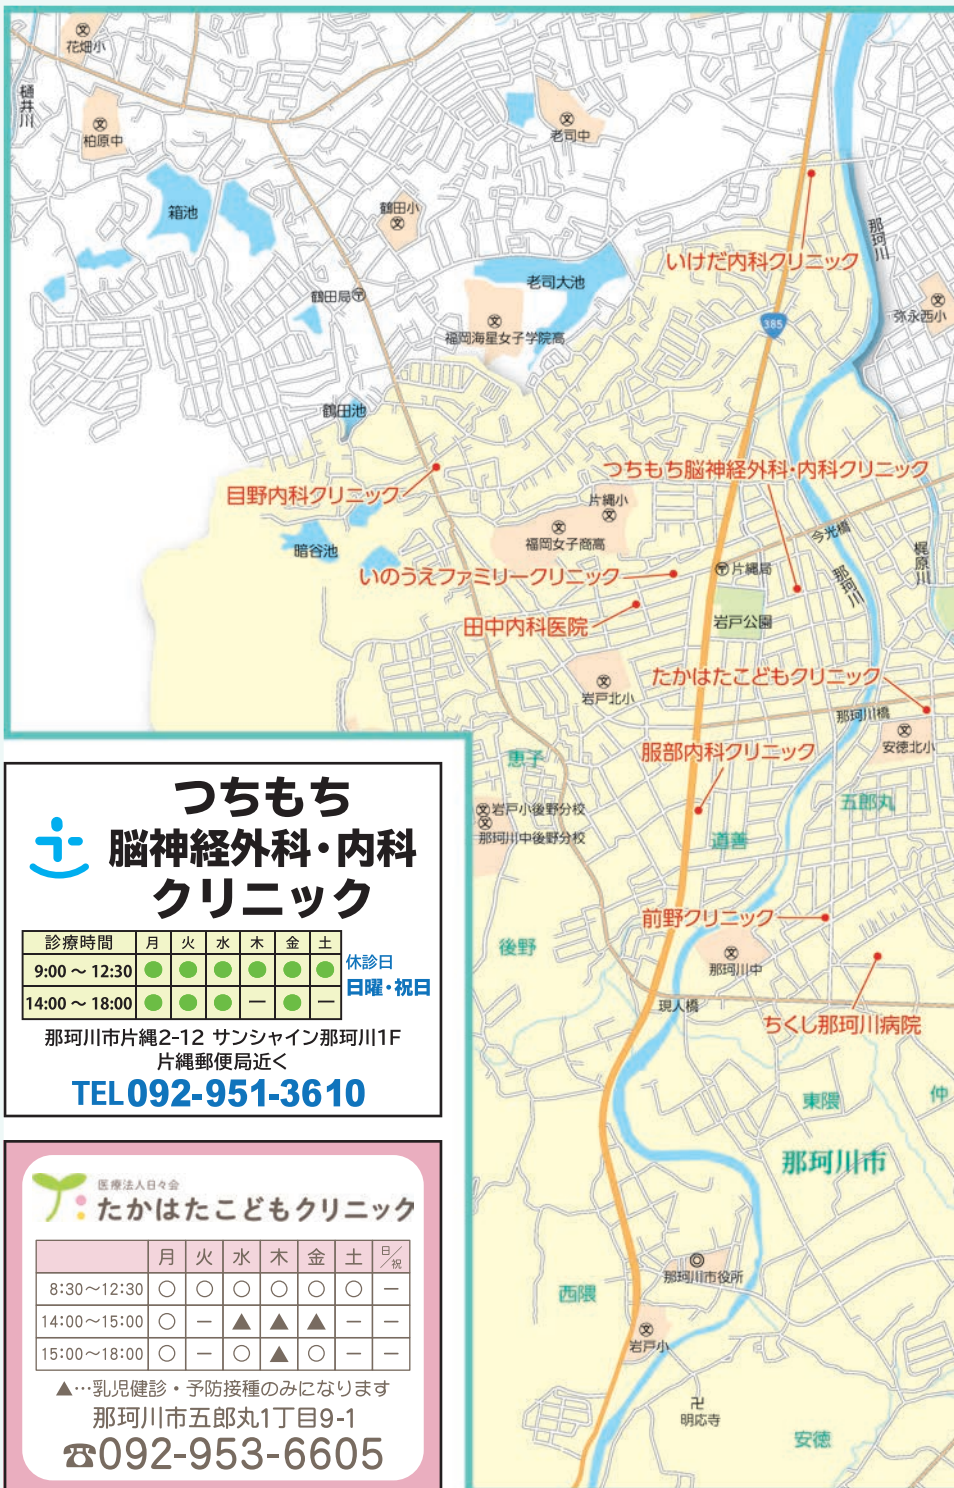 花畑小
樋井川
柏原中
老司中
箱池
鶴田小
那珂川
いけだ内科クリニック
老司大池
鶴田局
弥永西小
385
福岡海星女子学院高
鶴田池
つちもち脳神経外科・内科クリニック
目野内科クリニック
片縄小
福岡女子商高
今光橋
暗谷池
梶原川
いのうえファミリークリニック
片縄局
那珂川
田中内科医院
岩戸公園
たかはたこどもクリニック
岩戸北小
那珂川橋
安徳北小
服部内科クリニック
恵子
五郎丸
岩戸小後野分校
那珂川中後野分校
道善
前野クリニック
後野
那珂川中
現人橋
ちくし那珂川病院
東隈
仲
那珂川市
那珂川市役所
西隈
岩戸小
明応寺
安徳
つちもち
脳神経外科・内科
クリニック
診療時間 月 火 水 木 金 土
9:00 ～ 12:30 ● ● ● ● ● ●
14:00 ～ 18:00 ● ● ● － ● －
休診日
日曜・祝日
那珂川市片縄2-12 サンシャイン那珂川1F
片縄郵便局近く
TEL092-951-3610
医療法人日々会
たかはたこどもクリニック
月 火 水 木 金 土 日/祝
8:30～12:30 ○ ○ ○ ○ ○ ○ －
14:00～15:00 ○ － ▲ ▲ ▲ － －
15:00～18:00 ○ － ○ ▲ ○ － －
▲…乳児健診・予防接種のみになります
那珂川市五郎丸1丁目9-1
☎092-953-6605